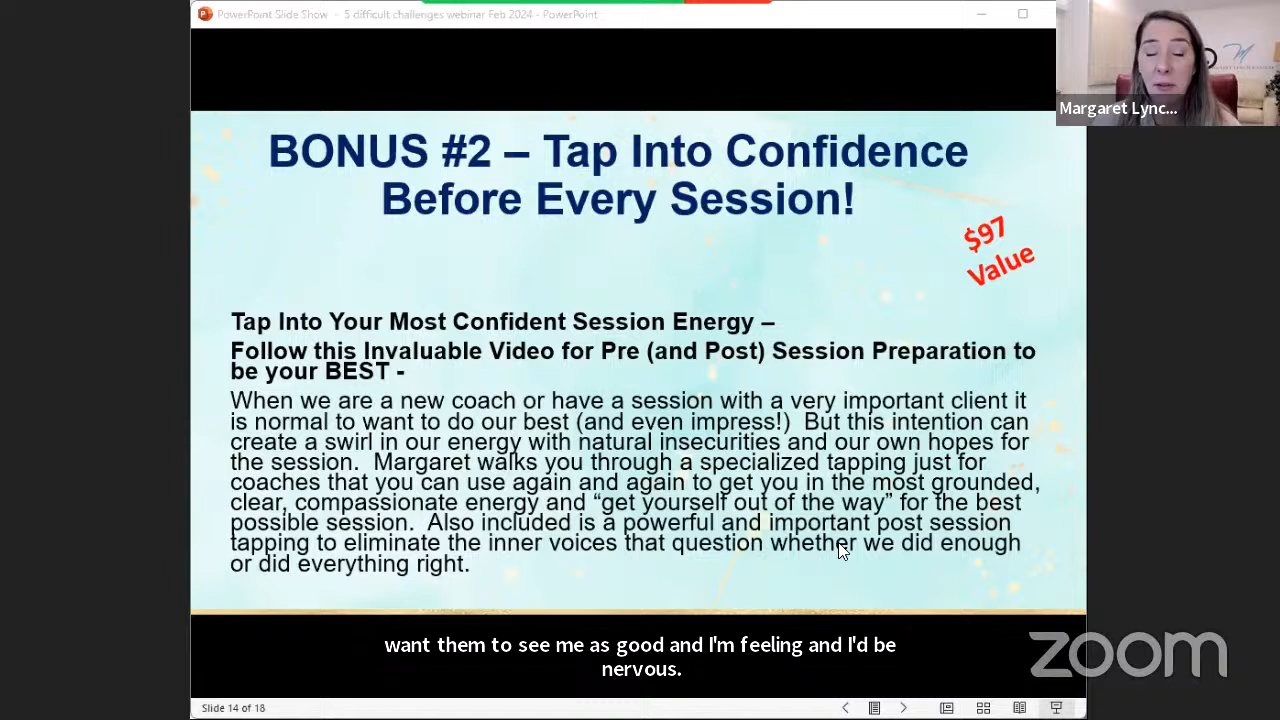 PowerPoint Slide Show - 5 difficult challenges webinar Feb 2024 - PowerPoint
Margaret Lync...
BONUS #2 – Tap Into Confidence
Before Every Session!
$97
Value
Tap Into Your Most Confident Session Energy –
Follow this Invaluable Video for Pre (and Post) Session Preparation to
be your BEST -
When we are a new coach or have a session with a very important client it
is normal to want to do our best (and even impress!) But this intention can
create a swirl in our energy with natural insecurities and our own hopes for
the session. Margaret walks you through a specialized tapping just for
coaches that you can use again and again to get you in the most grounded,
clear, compassionate energy and “get yourself out of the way” for the best
possible session. Also included is a powerful and important post session
tapping to eliminate the inner voices that question whether we did enough
or did everything right.
want them to see me as good and I'm feeling and I'd be
nervous.
zoom
Slide 14 of 18